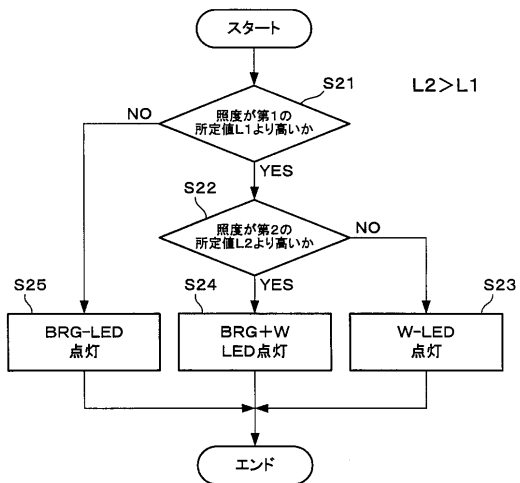 スタート
S21
L2>L1
照度が第1の
所定値L1より高いか
NO
YES
S22
照度が第2の
所定値L2より高いか
NO
YES
S25
S24
S23
BRG-LED
点灯
BRG+W
LED点灯
W-LED
点灯
エンド